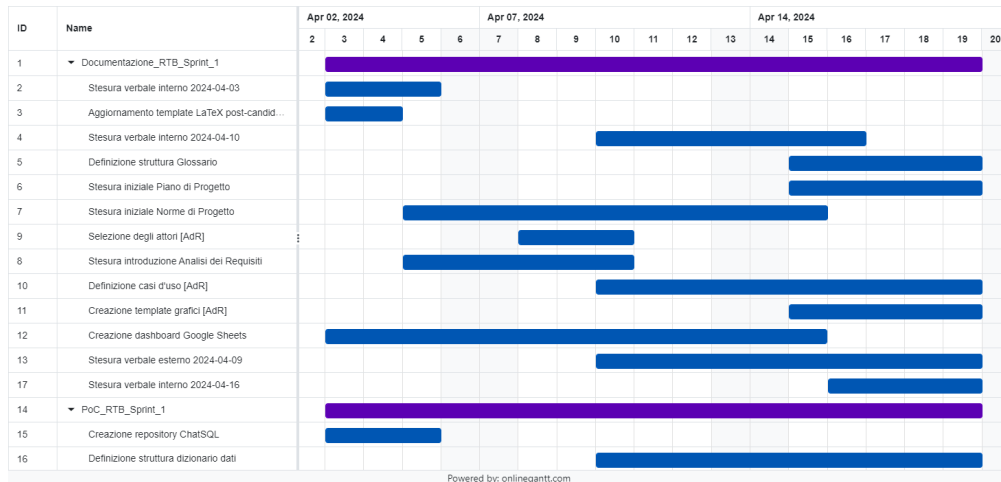 ID Name Apr 02, 2024 Apr 07, 2024 Apr 14, 2024
2 3 4 5 6 7 8 9 10 11 12 13 14 15 16 17 18 19 20
1 Documentazione_RTB_Sprint_1
2 Stesura verbale interno 2024-04-03
3 Aggiornamento template LaTeX post-candid...
4 Stesura verbale interno 2024-04-10
5 Definizione struttura Glossario
6 Stesura iniziale Piano di Progetto
7 Stesura iniziale Norme di Progetto
9 Selezione degli attori [AdR]
8 Stesura introduzione Analisi dei Requisiti
10 Definizione casi d'uso [AdR]
11 Creazione template grafici [AdR]
12 Creazione dashboard Google Sheets
13 Stesura verbale esterno 2024-04-09
17 Stesura verbale interno 2024-04-16
14 PoC_RTB_Sprint_1
15 Creazione repository ChatSQL
16 Definizione struttura dizionario dati
Powered by: onlinegantt.com